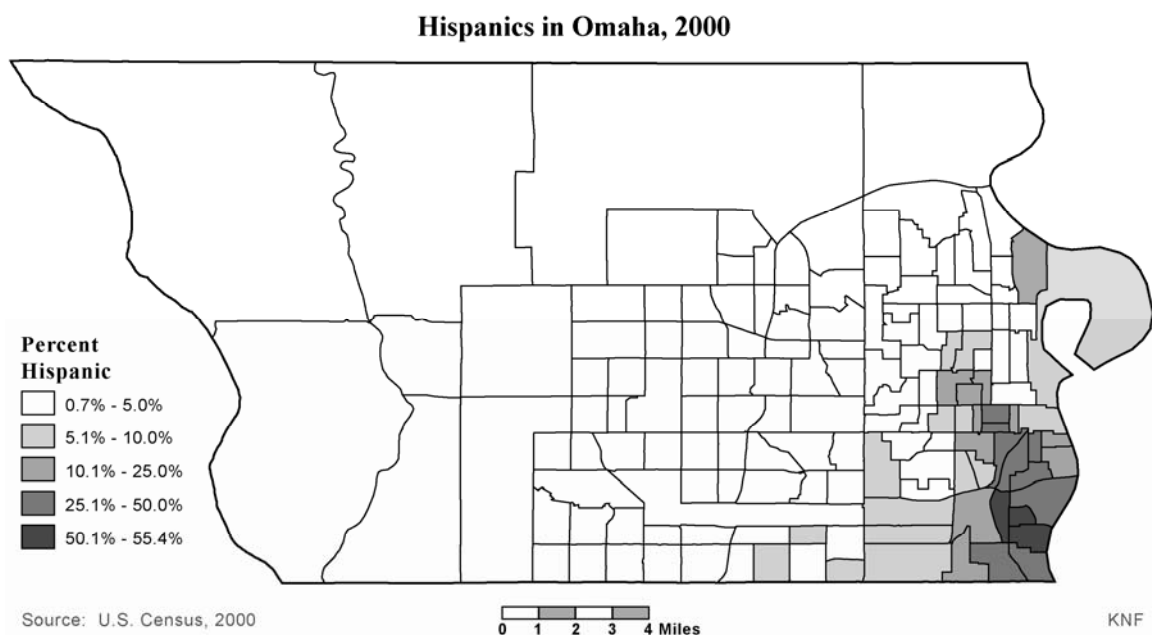 Hispanics in Omaha, 2000
Percent
Hispanic
0.7% - 5.0%
5.1% - 10.0%
10.1% - 25.0%
25.1% - 50.0%
50.1% - 55.4%
Source: U.S. Census, 2000
0 1 2 3 4 Miles
KNF